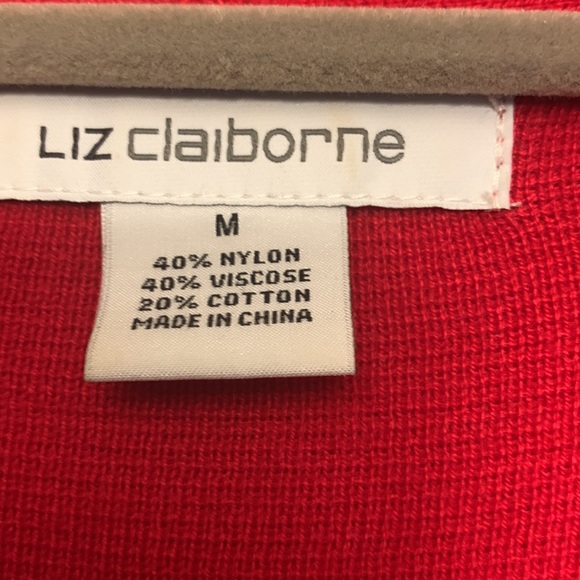 LIZ claiborne
M
40% NYLON
40% VISCOSE
20% COTTON
MADE IN CHINA